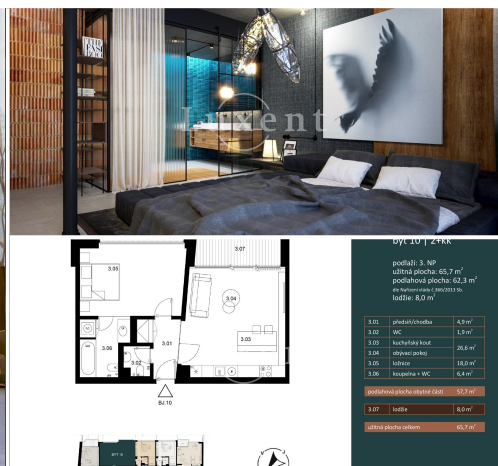 Luxent
byt 10 | 2+kk
podlaží: 3. NP
užitná plocha: 65,7 m²
podlahová plocha: 62,3 m²
dle Nařízení vlády č.366/2013 Sb.
lodžie: 8,0 m²
3.01 předsíň/chodba 4,9 m²
3.02 WC 1,9 m²
3.03 kuchyňský kout
26,6 m²
3.04 obývací pokoj
3.05 ložnice 18,0 m²
3.06 koupelna + WC 6,4 m²
podlahová plocha obytné části 57,7 m²
3.07 lodžie 8,0 m²
užitná plocha celkem 65,7 m²
3.07
3.05
3.04
3.01
3.06
3.03
3.02
BJ.10
BYT 10